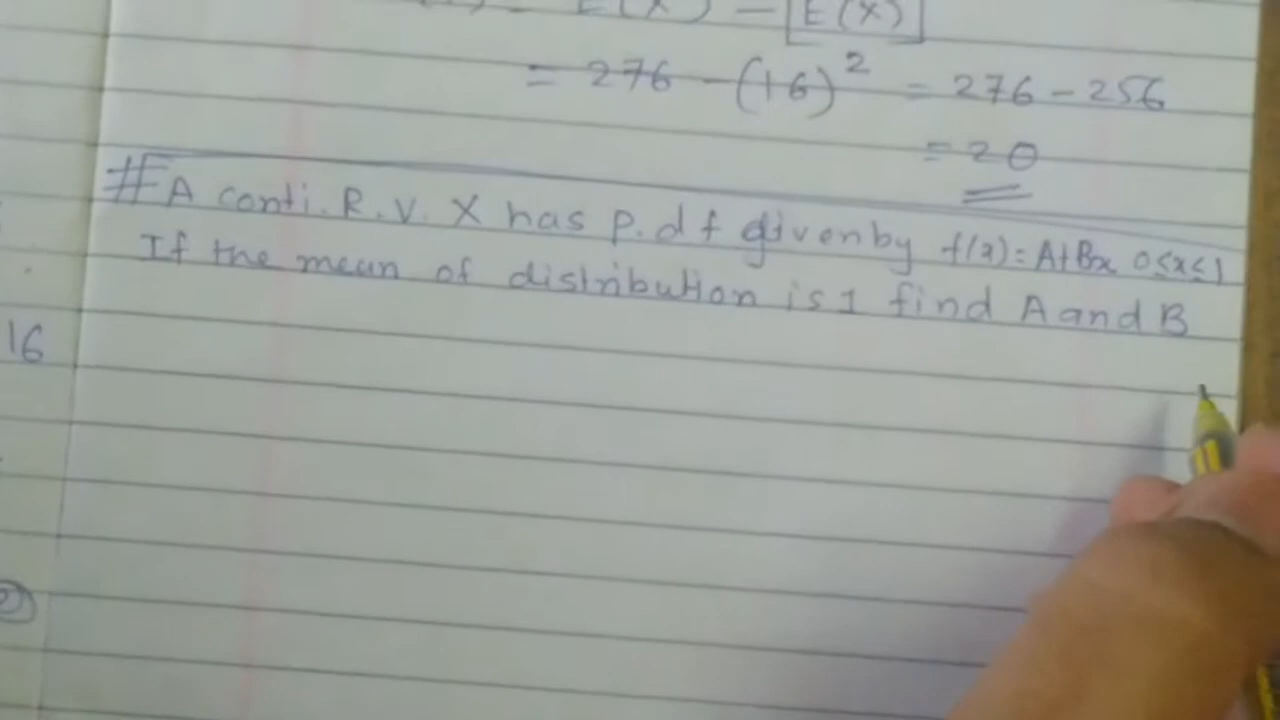 E(X) - [E(X)]
= 276 - (16)² = 276 - 256
= 20
# A conti. R.V. X has p.d f given by f(x) = A+Bx 0≤x≤1
If the mean of distribution is 1 find A and B
16
2